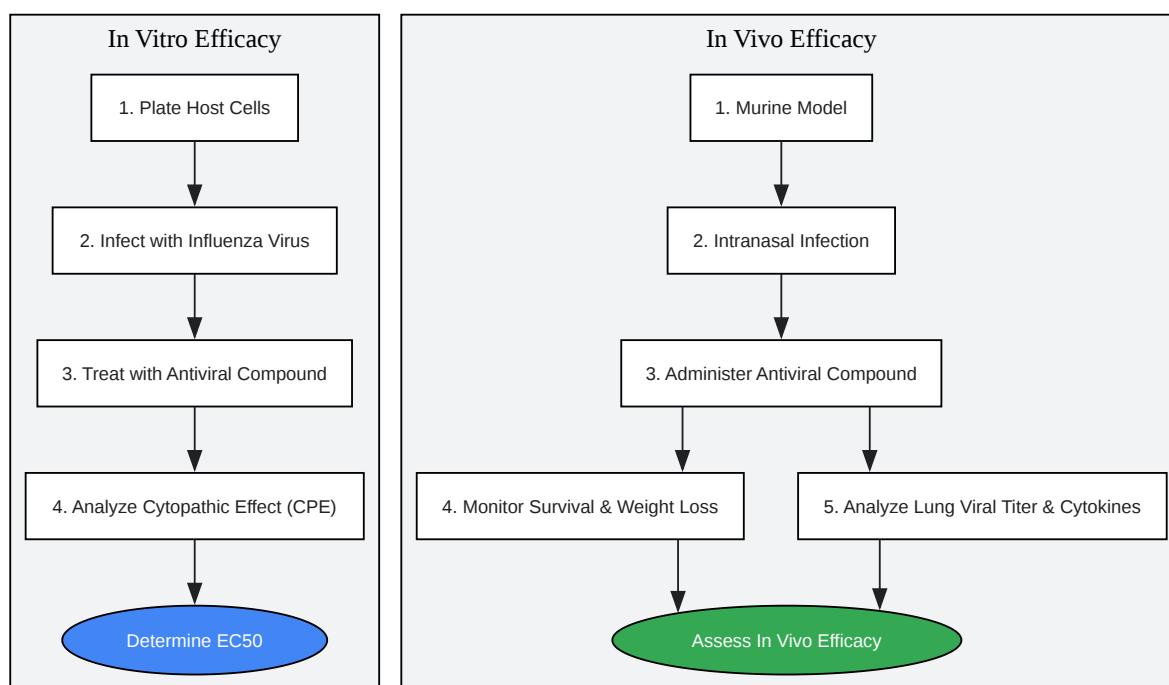 In Vitro Efficacy
1. Plate Host Cells
2. Infect with Influenza Virus
3. Treat with Antiviral Compound
4. Analyze Cytopathic Effect (CPE)
Determine EC50
In Vivo Efficacy
1. Murine Model
2. Intranasal Infection
3. Administer Antiviral Compound
4. Monitor Survival & Weight Loss
5. Analyze Lung Viral Titer & Cytokines
Assess In Vivo Efficacy